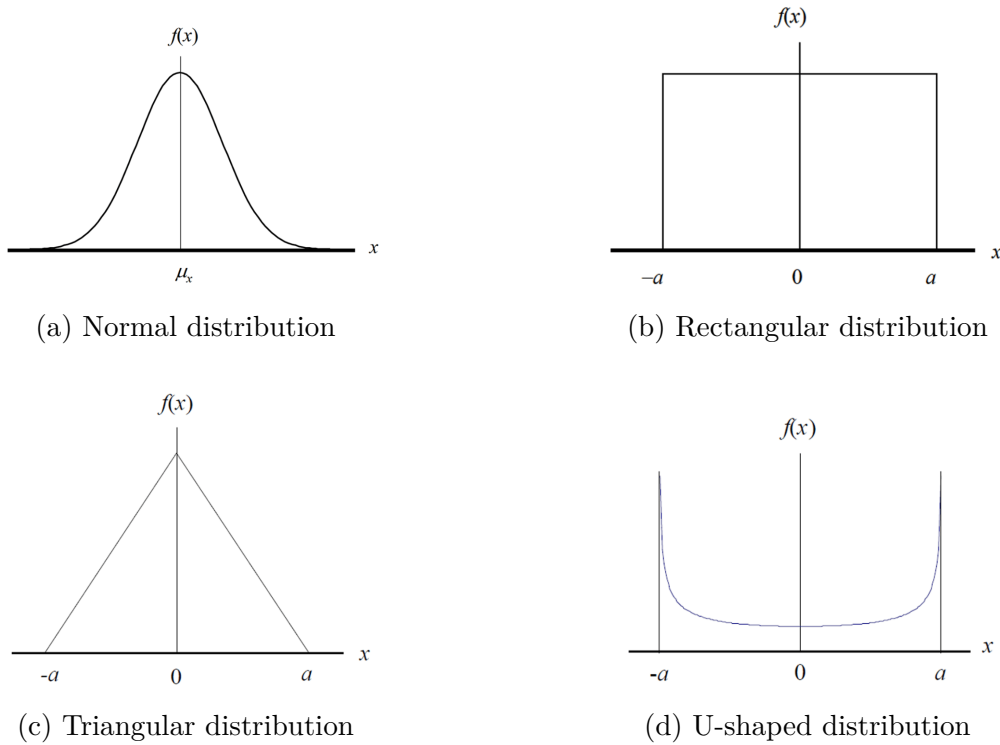 f(x)
x
μₓ
(a) Normal distribution
f(x)
x
–a 0 a
(b) Rectangular distribution
f(x)
x
-a 0 a
(c) Triangular distribution
f(x)
x
-a 0 a
(d) U-shaped distribution